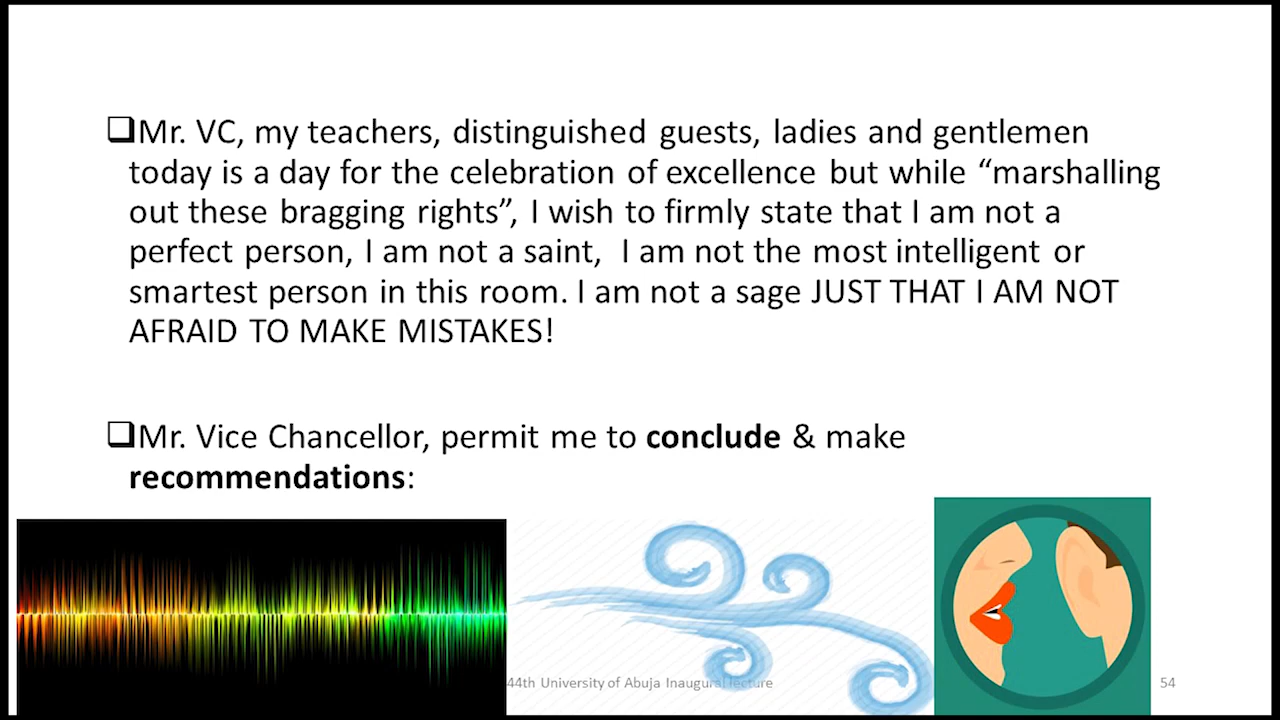 ❑Mr. VC, my teachers, distinguished guests, ladies and gentlemen
today is a day for the celebration of excellence but while “marshalling
out these bragging rights”, I wish to firmly state that I am not a
perfect person, I am not a saint,  I am not the most intelligent or
smartest person in this room. I am not a sage JUST THAT I AM NOT
AFRAID TO MAKE MISTAKES!
❑Mr. Vice Chancellor, permit me to conclude & make
recommendations:
44th University of Abuja Inaugural lecture
54